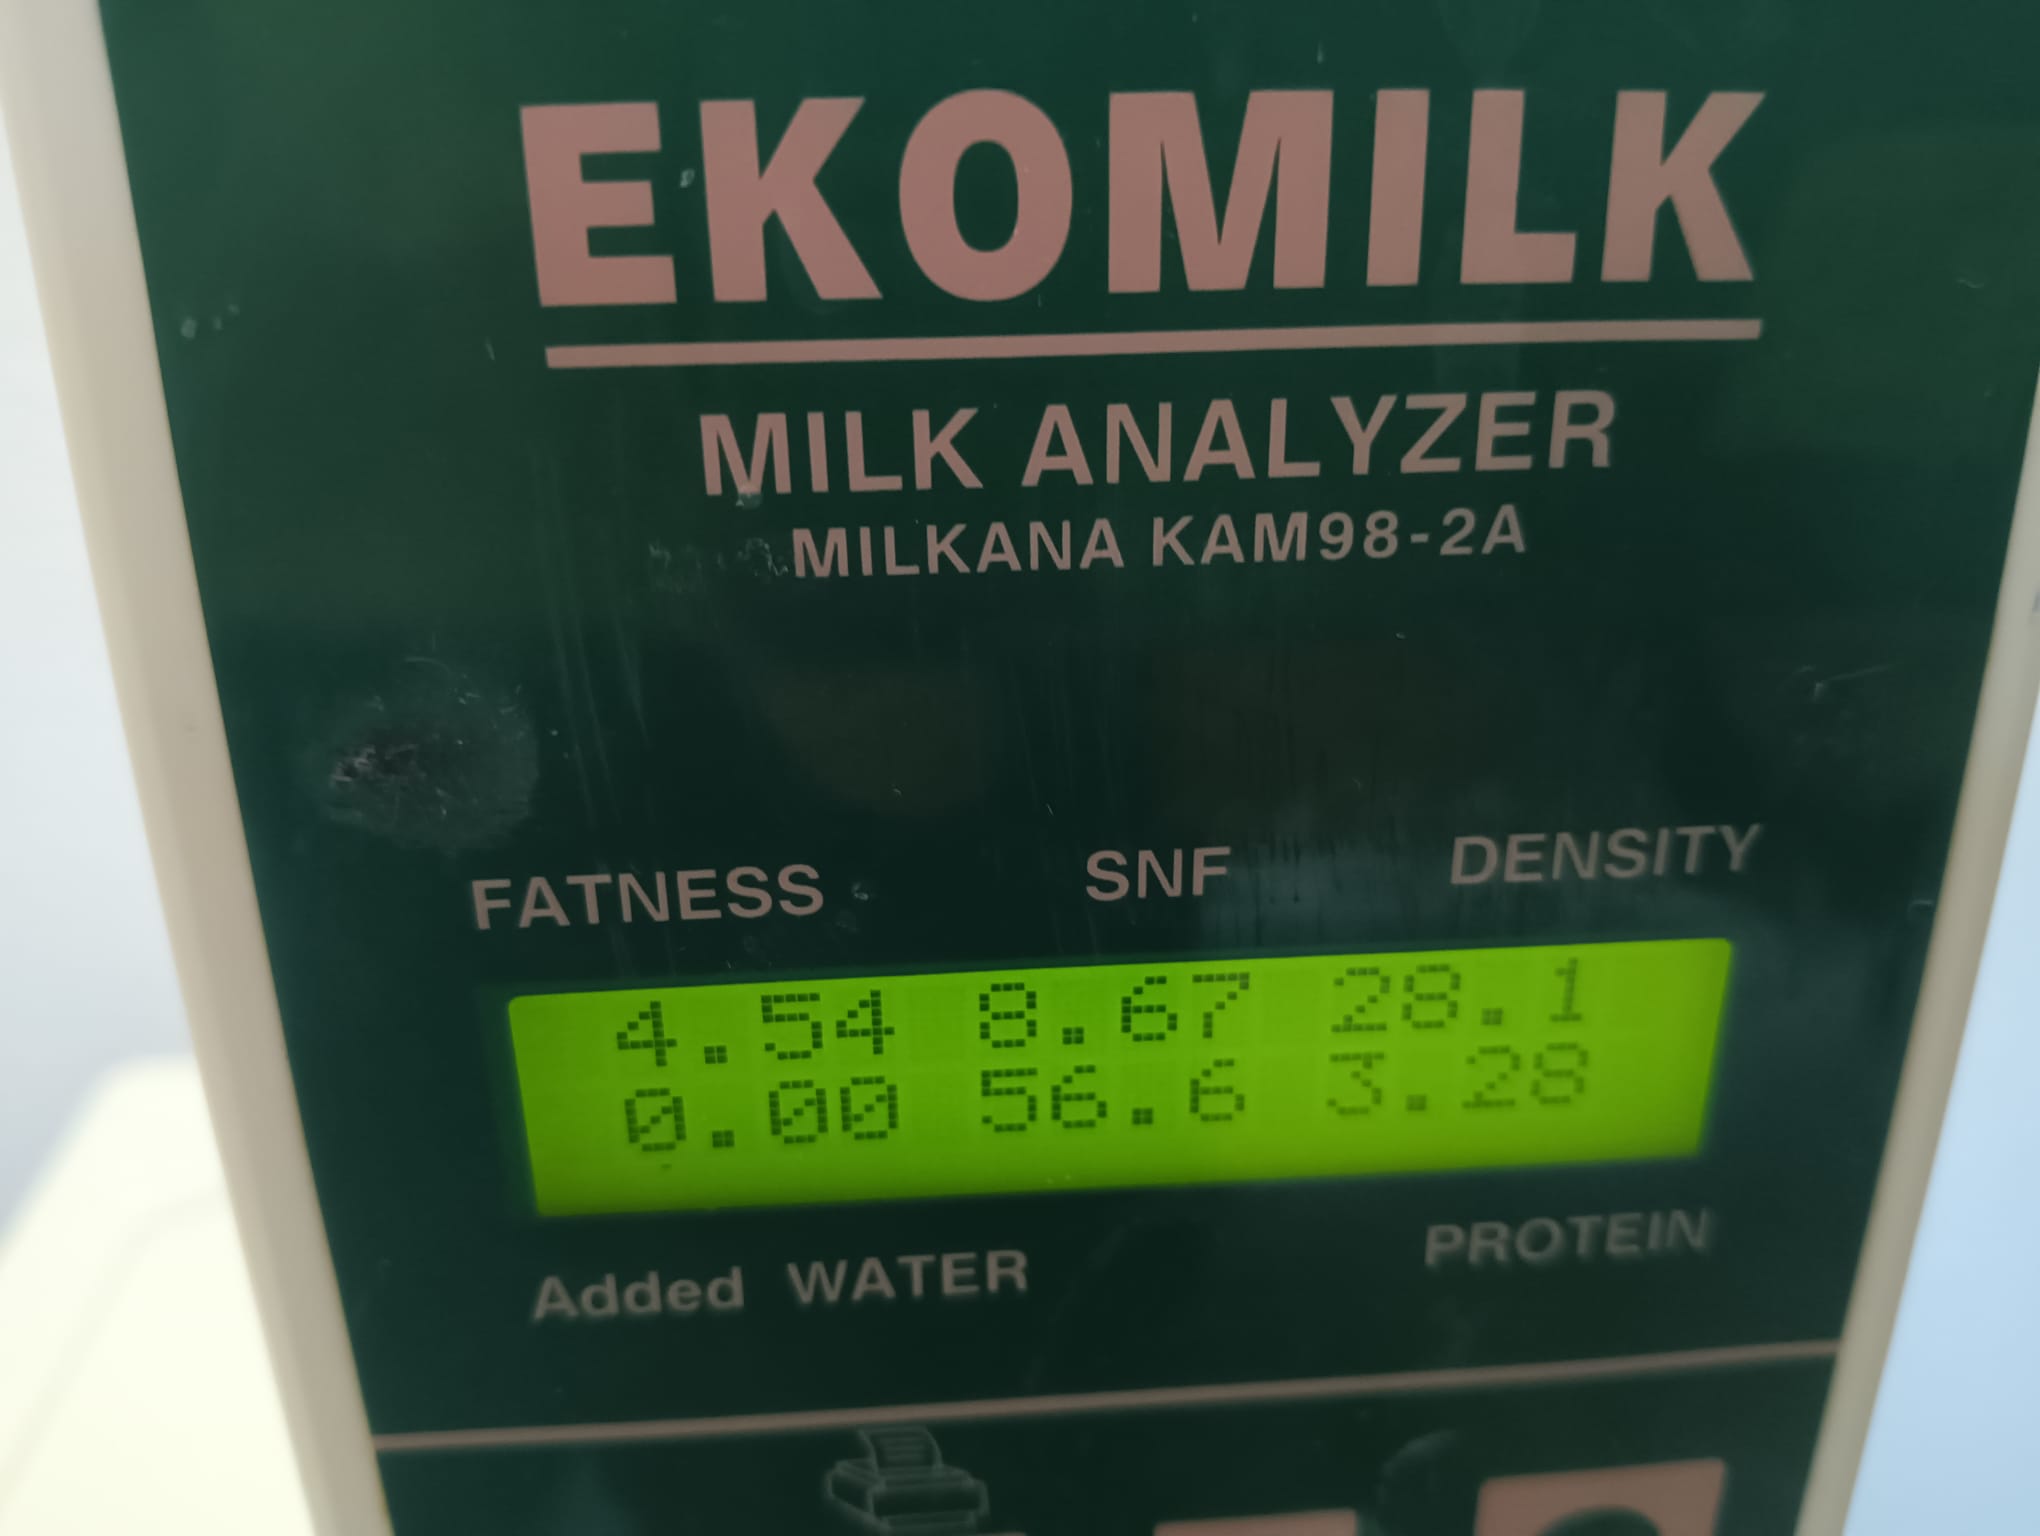 EKOMILK
MILK ANALYZER
MILKANA KAM98-2A
FATNESS SNF DENSITY
4.54 8.67 28.1
0.00 56.6 3.28
Added WATER PROTEIN